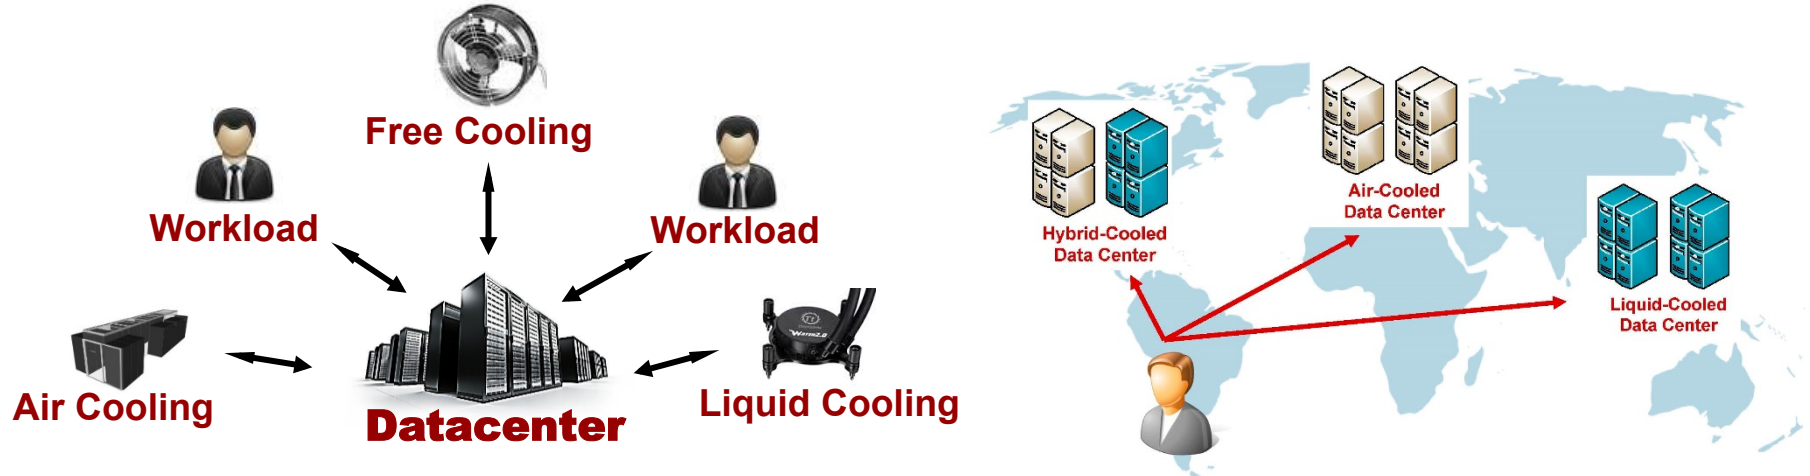 Free Cooling
Workload
Workload
Air Cooling
Liquid Cooling
Datacenter
Hybrid-Cooled
Data Center
Air-Cooled
Data Center
Liquid-Cooled
Data Center